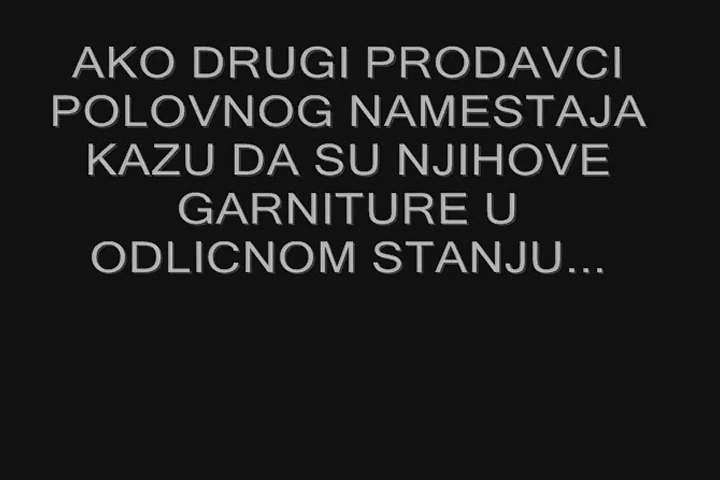 AKO DRUGI PRODAVCI
POLOVNOG NAMESTAJA
KAZU DA SU NJIHOVE
GARNITURE U
ODLICNOM STANJU...